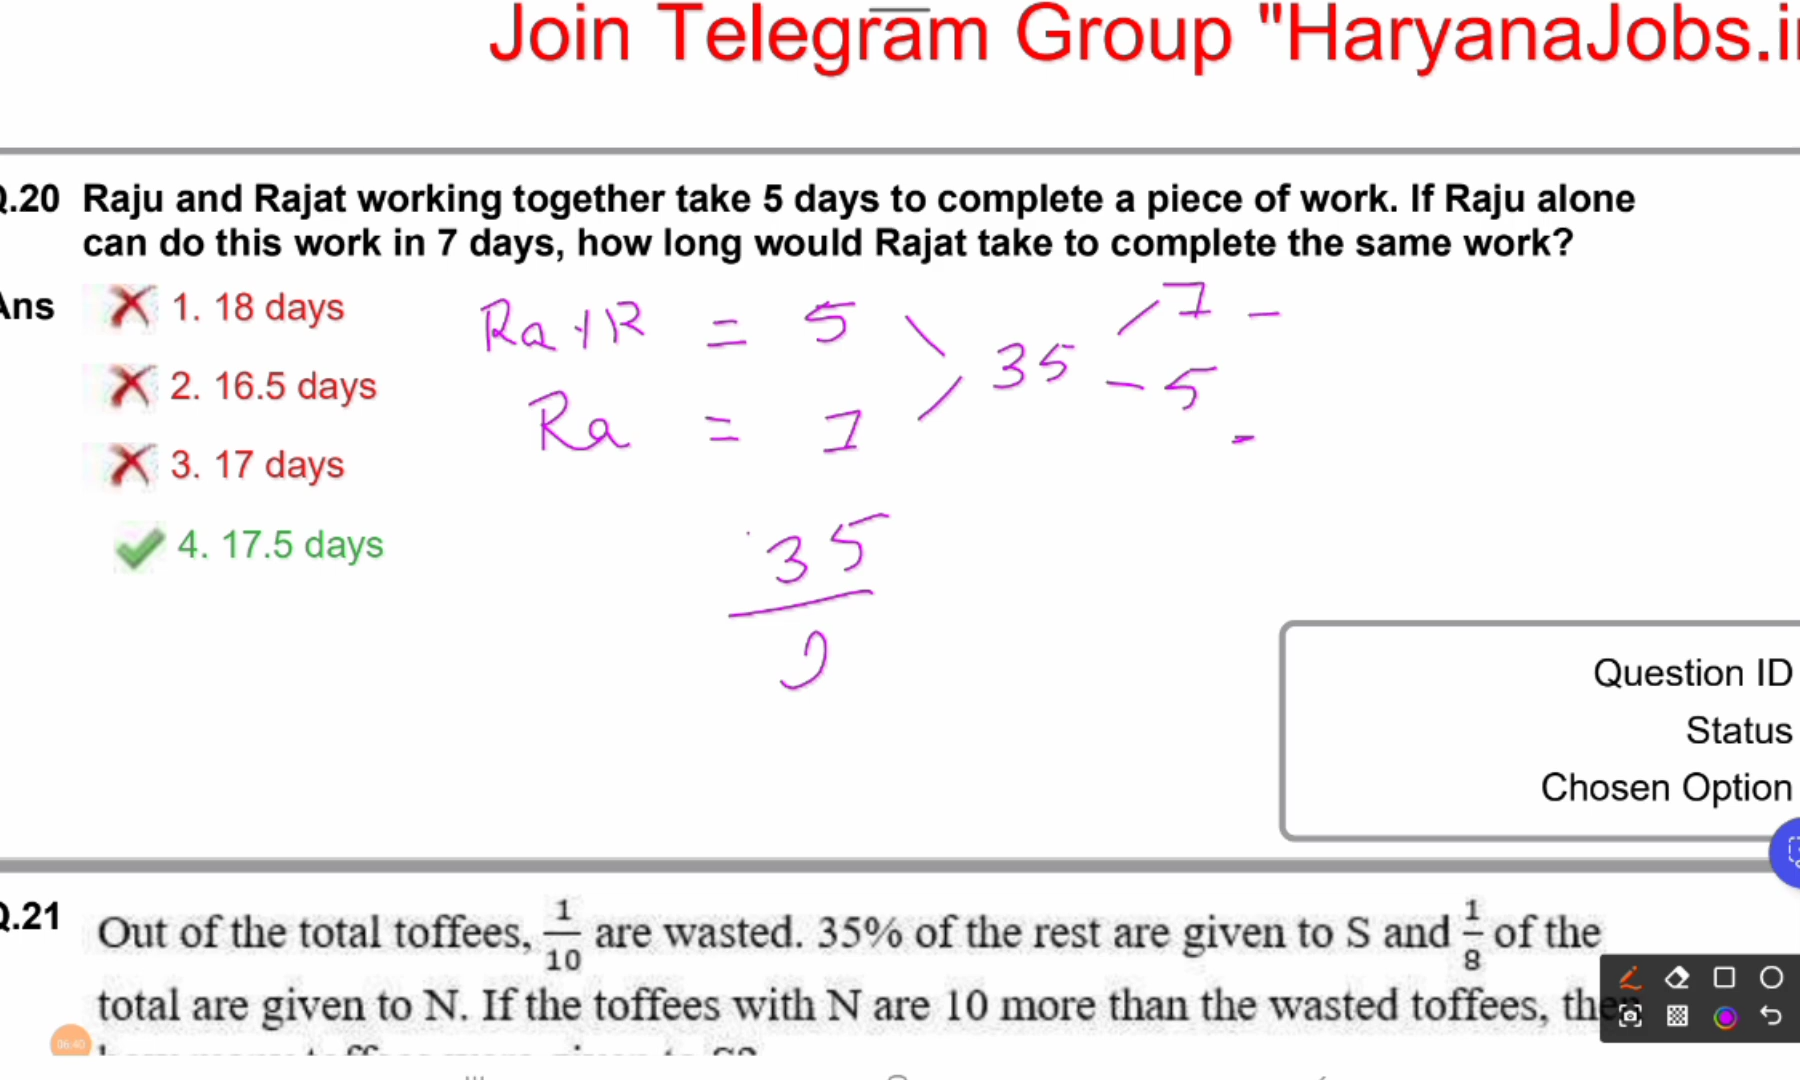 Join Telegram Group "HaryanaJobs.i
Q.20 Raju and Rajat working together take 5 days to complete a piece of work. If Raju alone
can do this work in 7 days, how long would Rajat take to complete the same work?
Ans 1. 18 days
2. 16.5 days
3. 17 days
4. 17.5 days
Ra + R = 5
Ra = 7
35
7 -
5
-
35
Question ID
Status
Chosen Option
Q.21 Out of the total toffees, 1/10 are wasted. 35% of the rest are given to S and 1/8 of the
total are given to N. If the toffees with N are 10 more than the wasted toffees, then
06:40